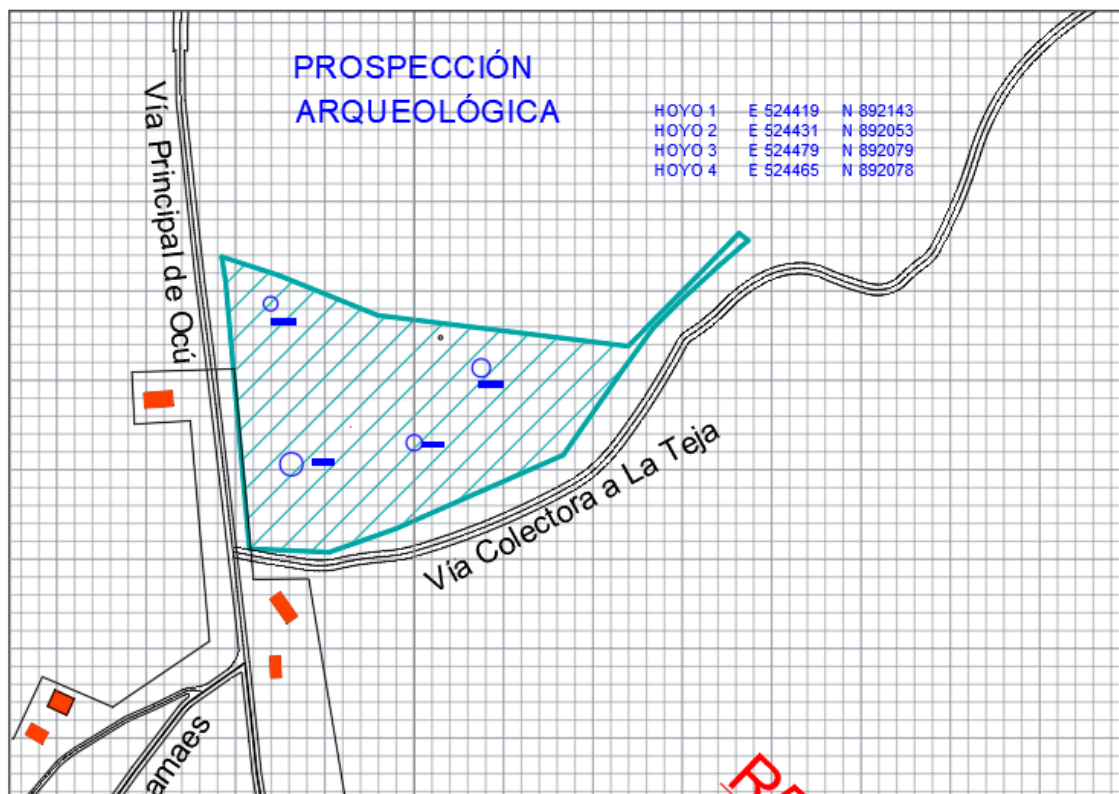 PROSPECCIÓN
ARQUEOLÓGICA
HOYO 1 E 524419 N 892143
HOYO 2 E 524431 N 892053
HOYO 3 E 524479 N 892079
HOYO 4 E 524465 N 892078
Vía Principal de Ocú
Vía Colectora a La Teja
amaes